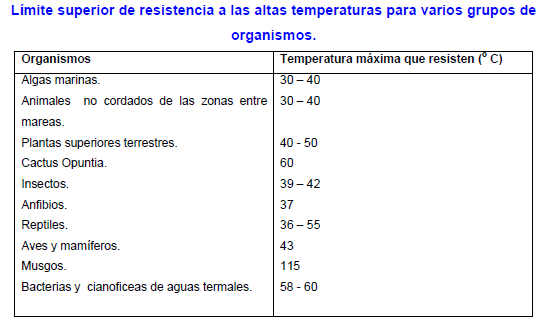 Límite superior de resistencia a las altas temperaturas para varios grupos de
organismos.
Organismos Temperatura máxima que resisten (º C)
Algas marinas. 30 – 40
Animales no cordados de las zonas entre 30 – 40
mareas.
Plantas superiores terrestres. 40 - 50
Cactus Opuntia. 60
Insectos. 39 – 42
Anfibios. 37
Reptiles. 36 – 55
Aves y mamíferos. 43
Musgos. 115
Bacterias y cianofíceas de aguas termales. 58 - 60